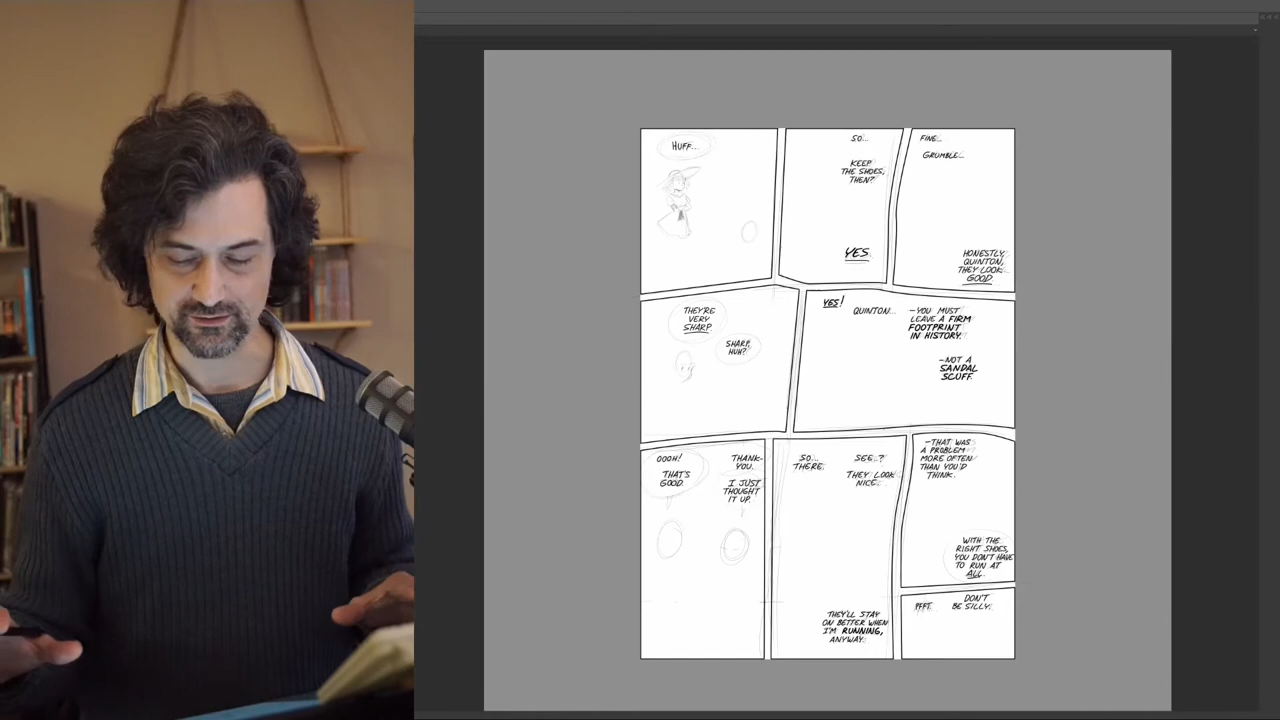 HUFF...
SO...
KEEP
THE SHOES,
THEN?
YES.
FINE...
GRUMBLE...
HONESTLY,
QUINTON,
THEY LOOK
GOOD.
THEY'RE
VERY
SHARP.
SHARP,
HUH?
YES!
QUINTON...
—YOU MUST
LEAVE A FIRM
FOOTPRINT
IN HISTORY.
—NOT A
SANDAL
SCUFF.
OOOH!
THAT'S
GOOD.
THANK-
YOU.
I JUST
THOUGHT
IT UP.
SO...
THERE.
SEE..?
THEY LOOK
NICE.
THEY'LL STAY
ON BETTER WHEN
I'M RUNNING,
ANYWAY.
—THAT WAS
A PROBLEM
MORE OFTEN
THAN YOU'D
THINK.
WITH THE
RIGHT SHOES,
YOU DON'T HAVE
TO RUN AT
ALL.
PFFT.
DON'T
BE SILLY.